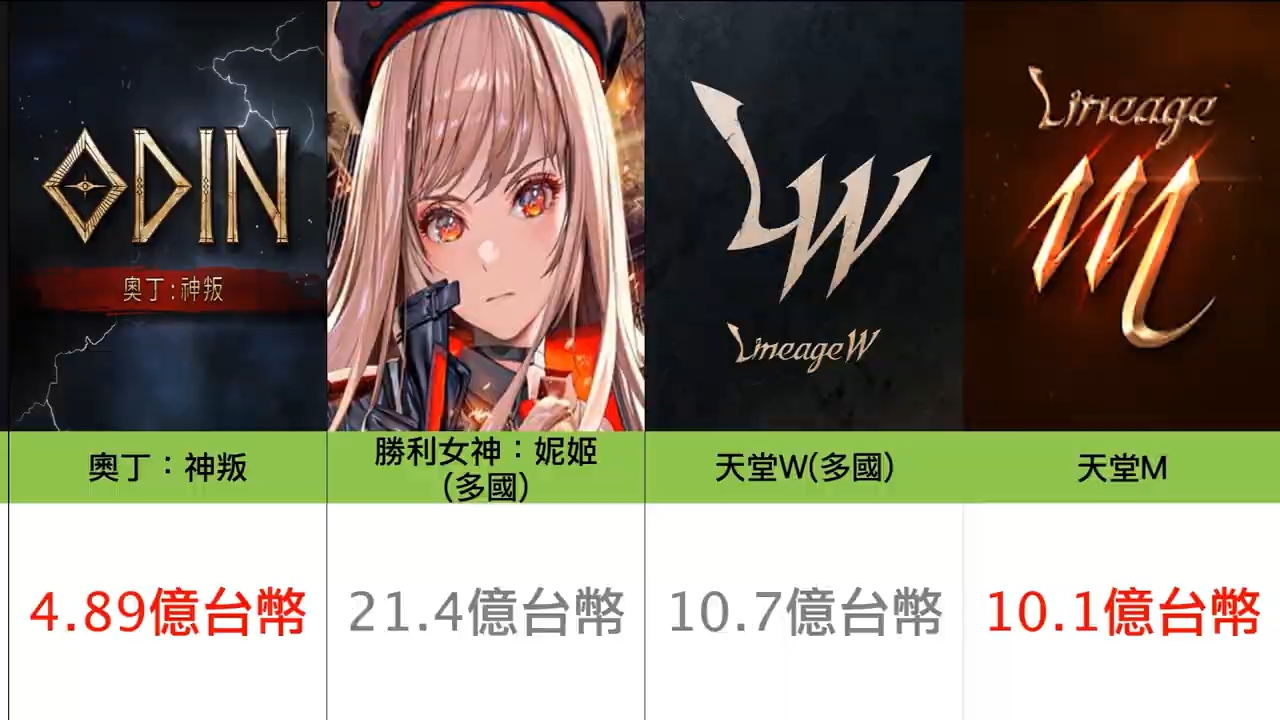 ODIN
奧丁:神叛
LineageW
Lineage
M
奧丁：神叛
勝利女神：妮姬
(多國)
天堂W(多國)
天堂M
4.89億台幣
21.4億台幣
10.7億台幣
10.1億台幣